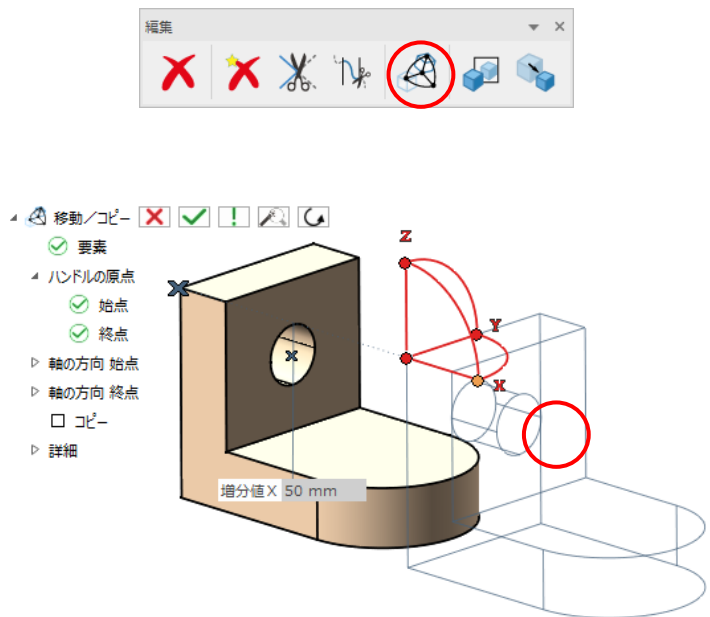 編集
移動／コピー
要素
ハンドルの原点
始点
終点
軸の方向 始点
軸の方向 終点
コピー
詳細
Z
Y
X
増分値X 50 mm